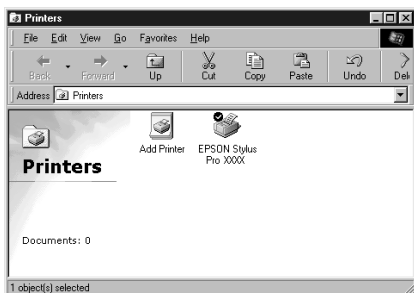 Printers
File Edit View Go Favorites Help
Back Forward Up Cut Copy Paste Undo Del
Address Printers
Printers
Add Printer
EPSON Stylus
Pro XXXX
Documents: 0
1 object(s) selected